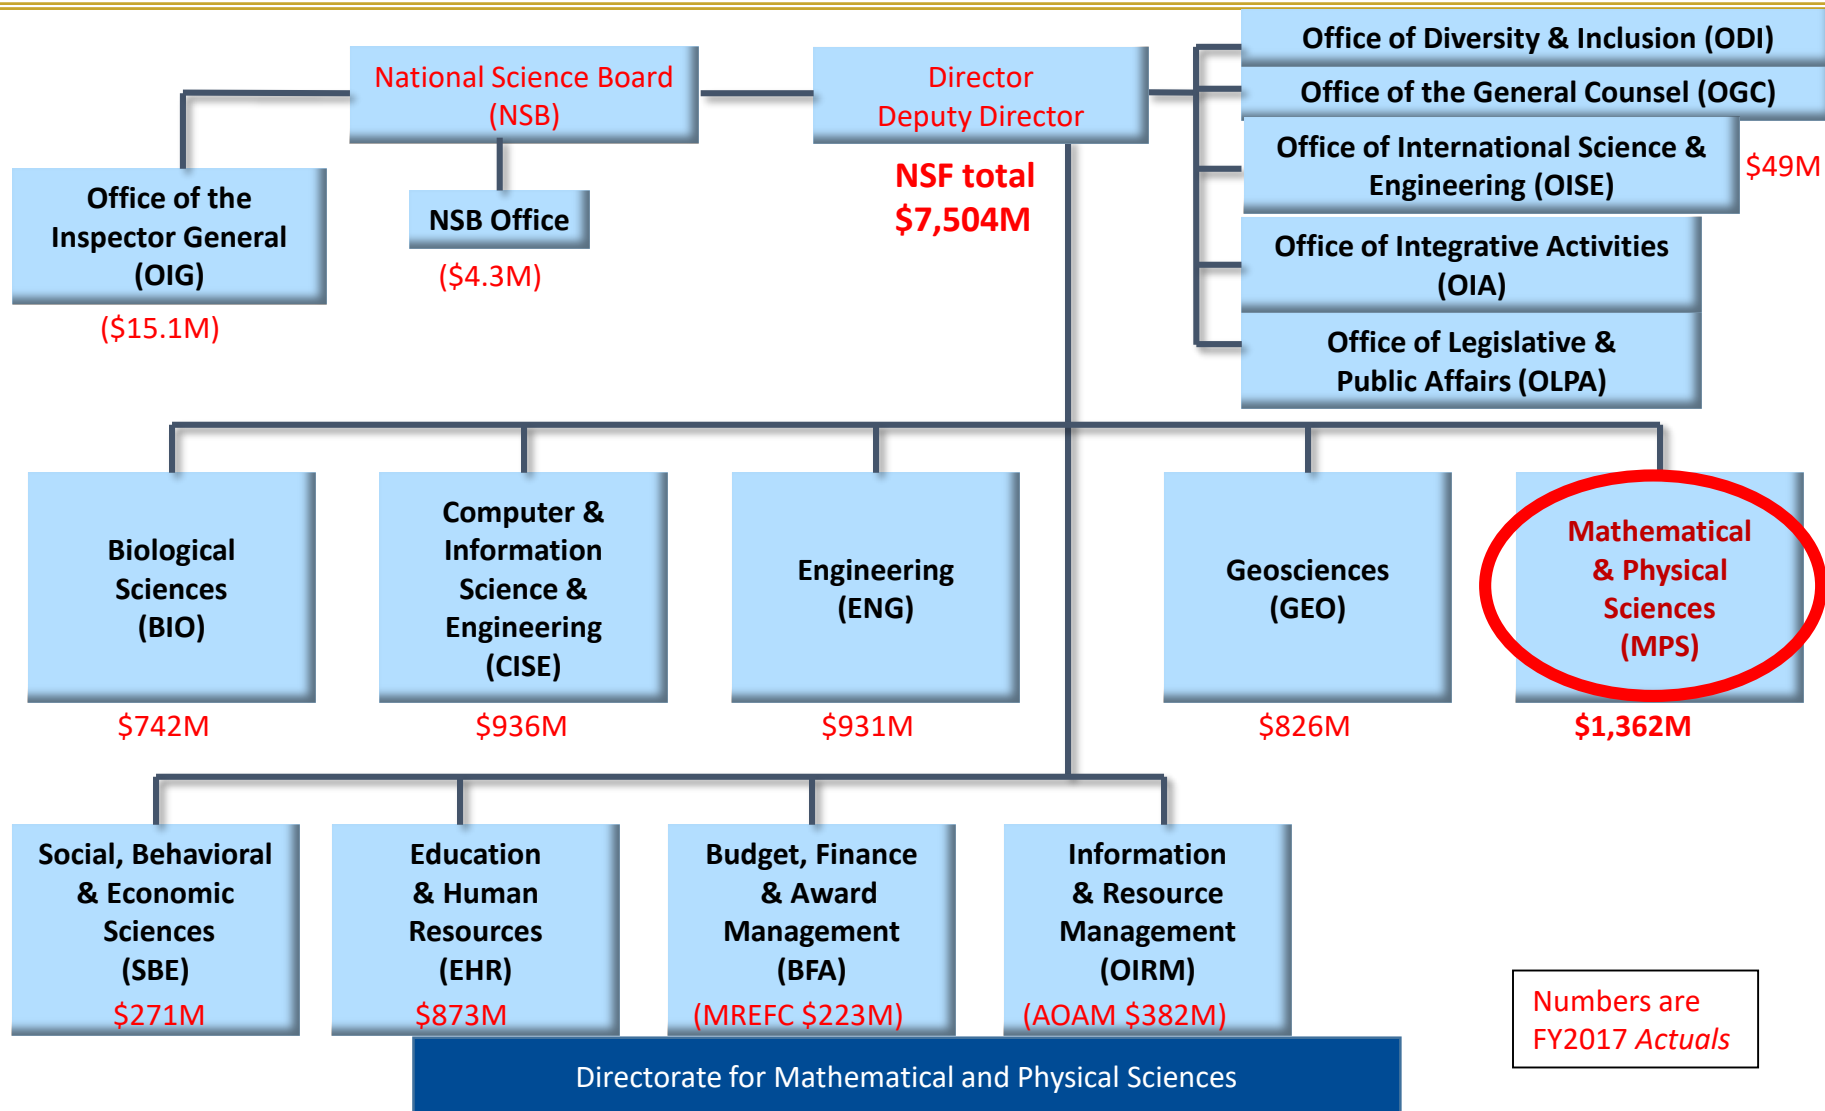 National Science Board
(NSB)
Director
Deputy Director
Office of Diversity & Inclusion (ODI)
Office of the General Counsel (OGC)
Office of International Science &
Engineering (OISE)
$49M
Office of Integrative Activities
(OIA)
Office of Legislative &
Public Affairs (OLPA)
NSF total
$7,504M
Office of the
Inspector General
(OIG)
($15.1M)
NSB Office
($4.3M)
Biological
Sciences
(BIO)
$742M
Computer &
Information
Science &
Engineering
(CISE)
$936M
Engineering
(ENG)
$931M
Geosciences
(GEO)
$826M
Mathematical
& Physical
Sciences
(MPS)
$1,362M
Social, Behavioral
& Economic
Sciences
(SBE)
$271M
Education
& Human
Resources
(EHR)
$873M
Budget, Finance
& Award
Management
(BFA)
(MREFC $223M)
Information
& Resource
Management
(OIRM)
(AOAM $382M)
Numbers are
FY2017 Actuals
Directorate for Mathematical and Physical Sciences